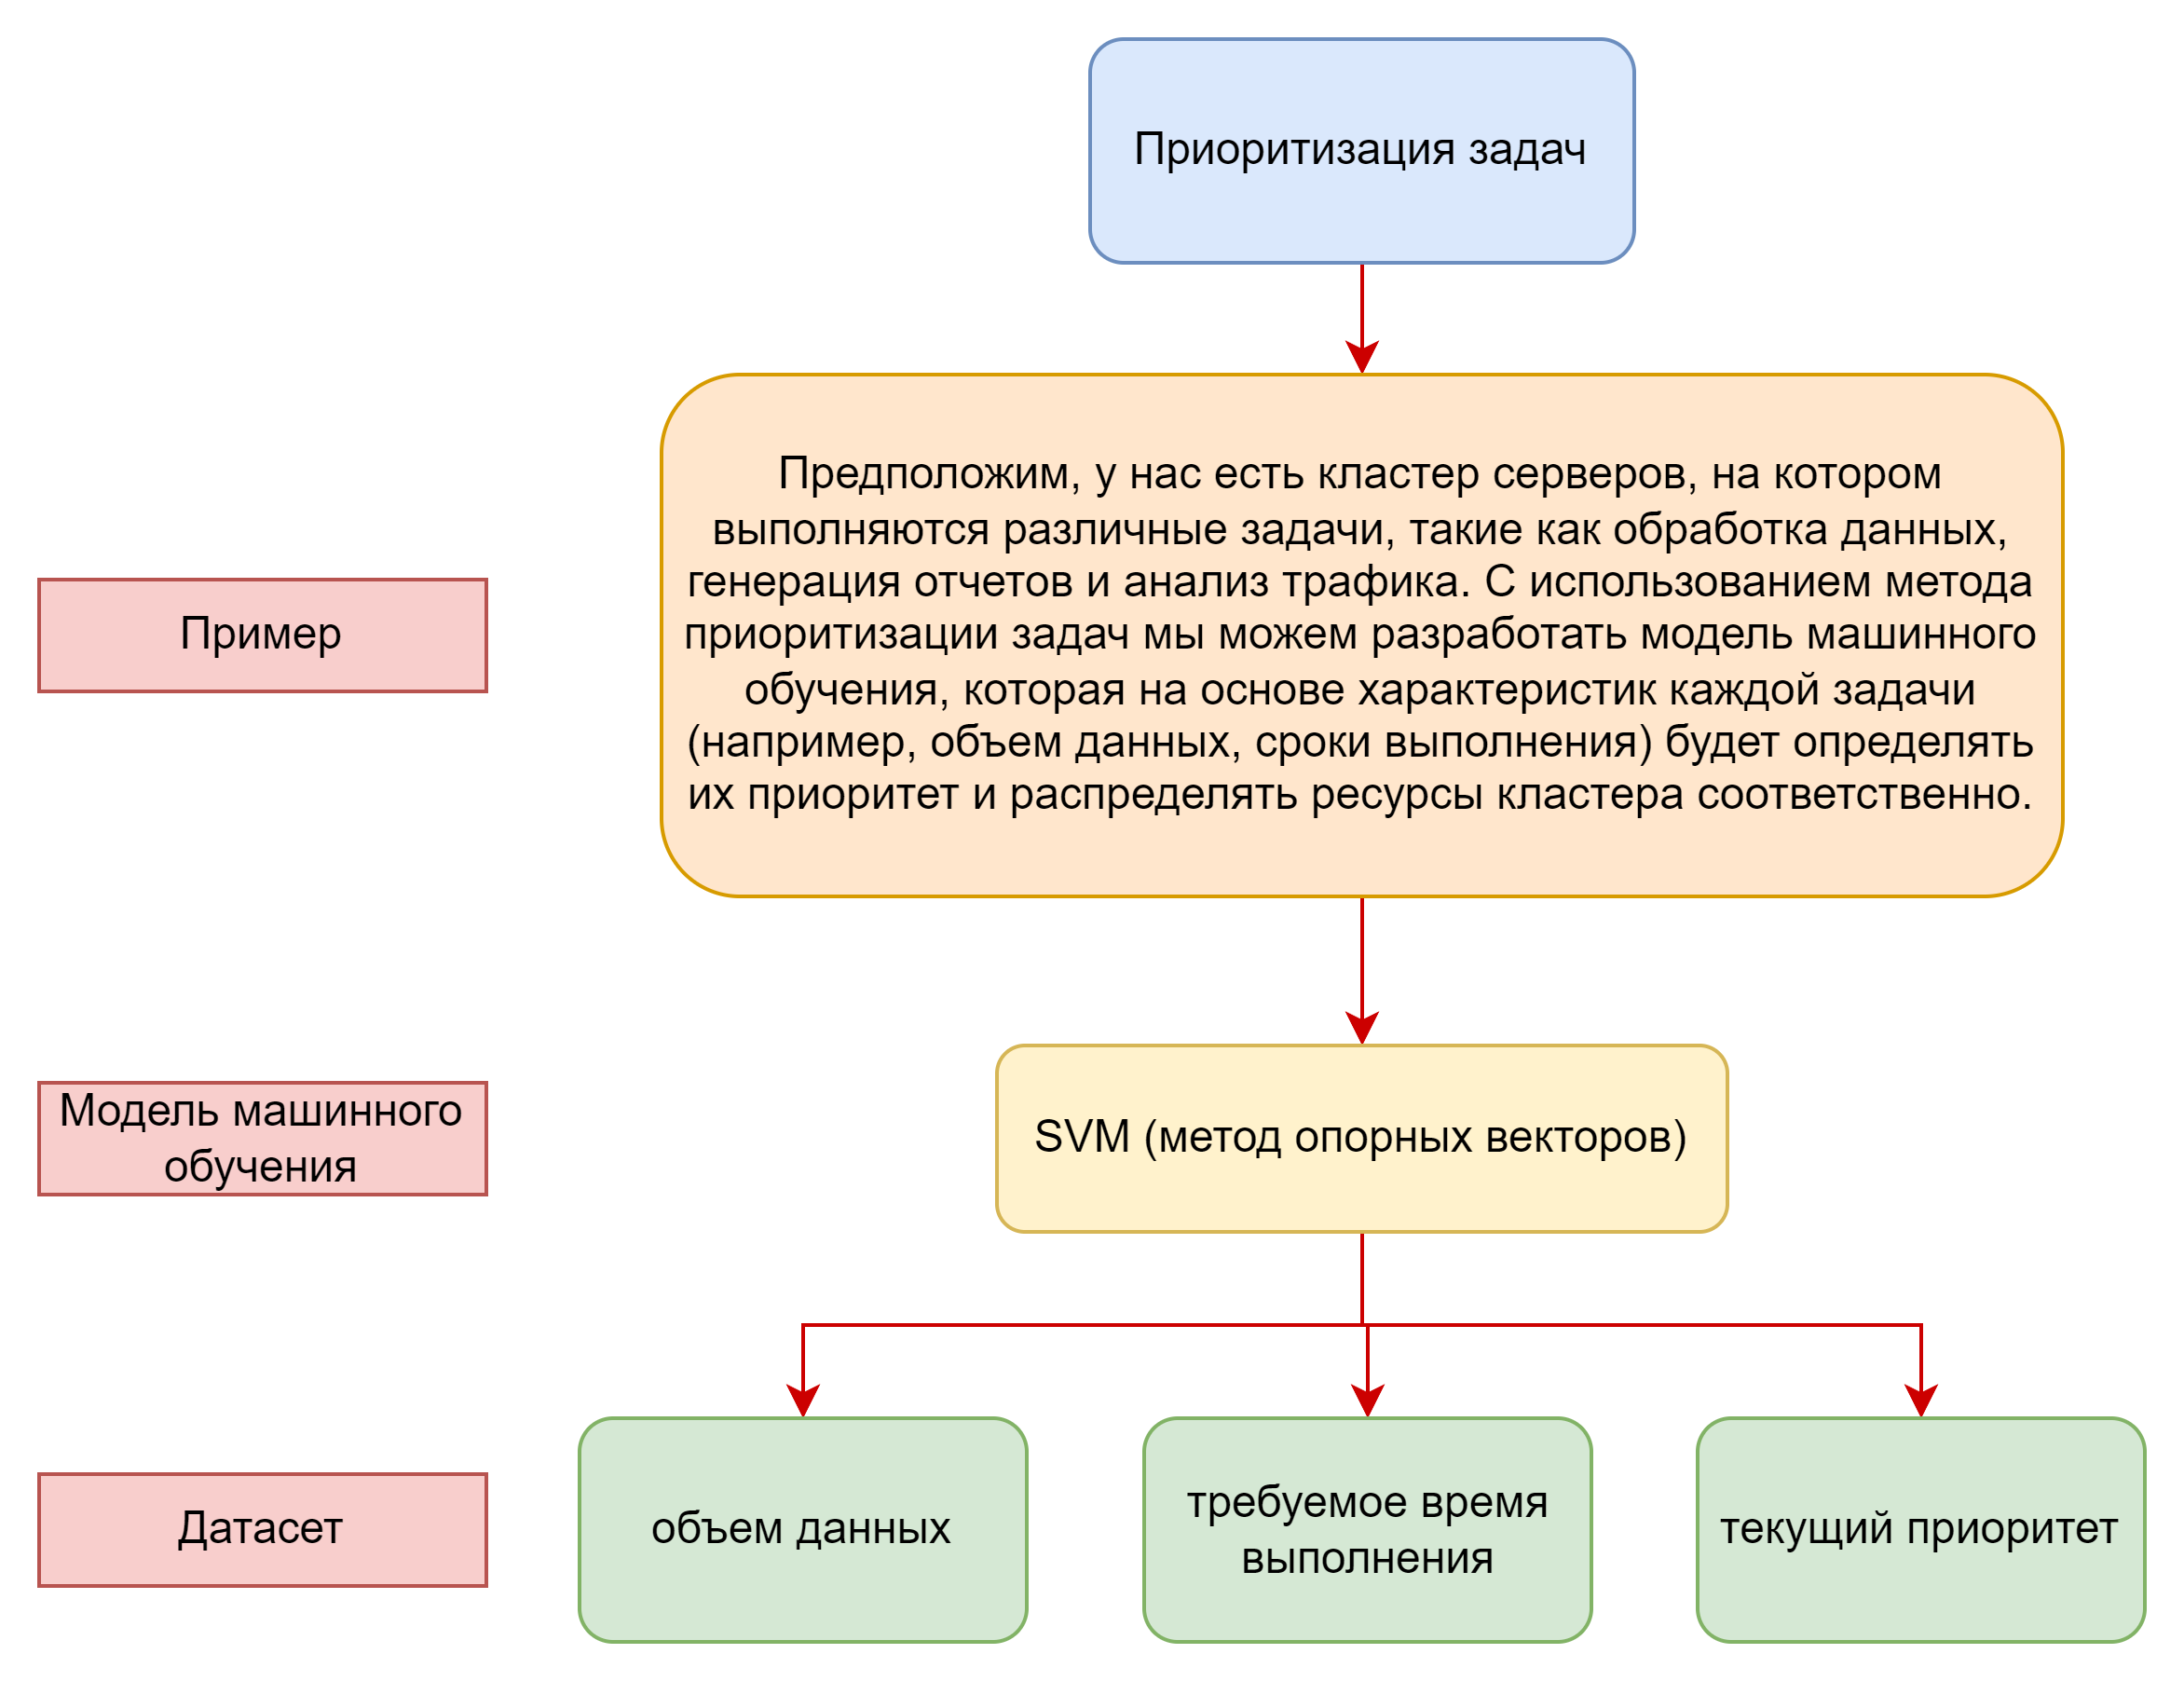 Приоритизация задач
Предположим, у нас есть кластер серверов, на котором
выполняются различные задачи, такие как обработка данных,
генерация отчетов и анализ трафика. С использованием метода
приоритизации задач мы можем разработать модель машинного
обучения, которая на основе характеристик каждой задачи
(например, объем данных, сроки выполнения) будет определять
их приоритет и распределять ресурсы кластера соответственно.
Пример
Модель машинного
обучения
SVM (метод опорных векторов)
Датасет
объем данных
требуемое время
выполнения
текущий приоритет